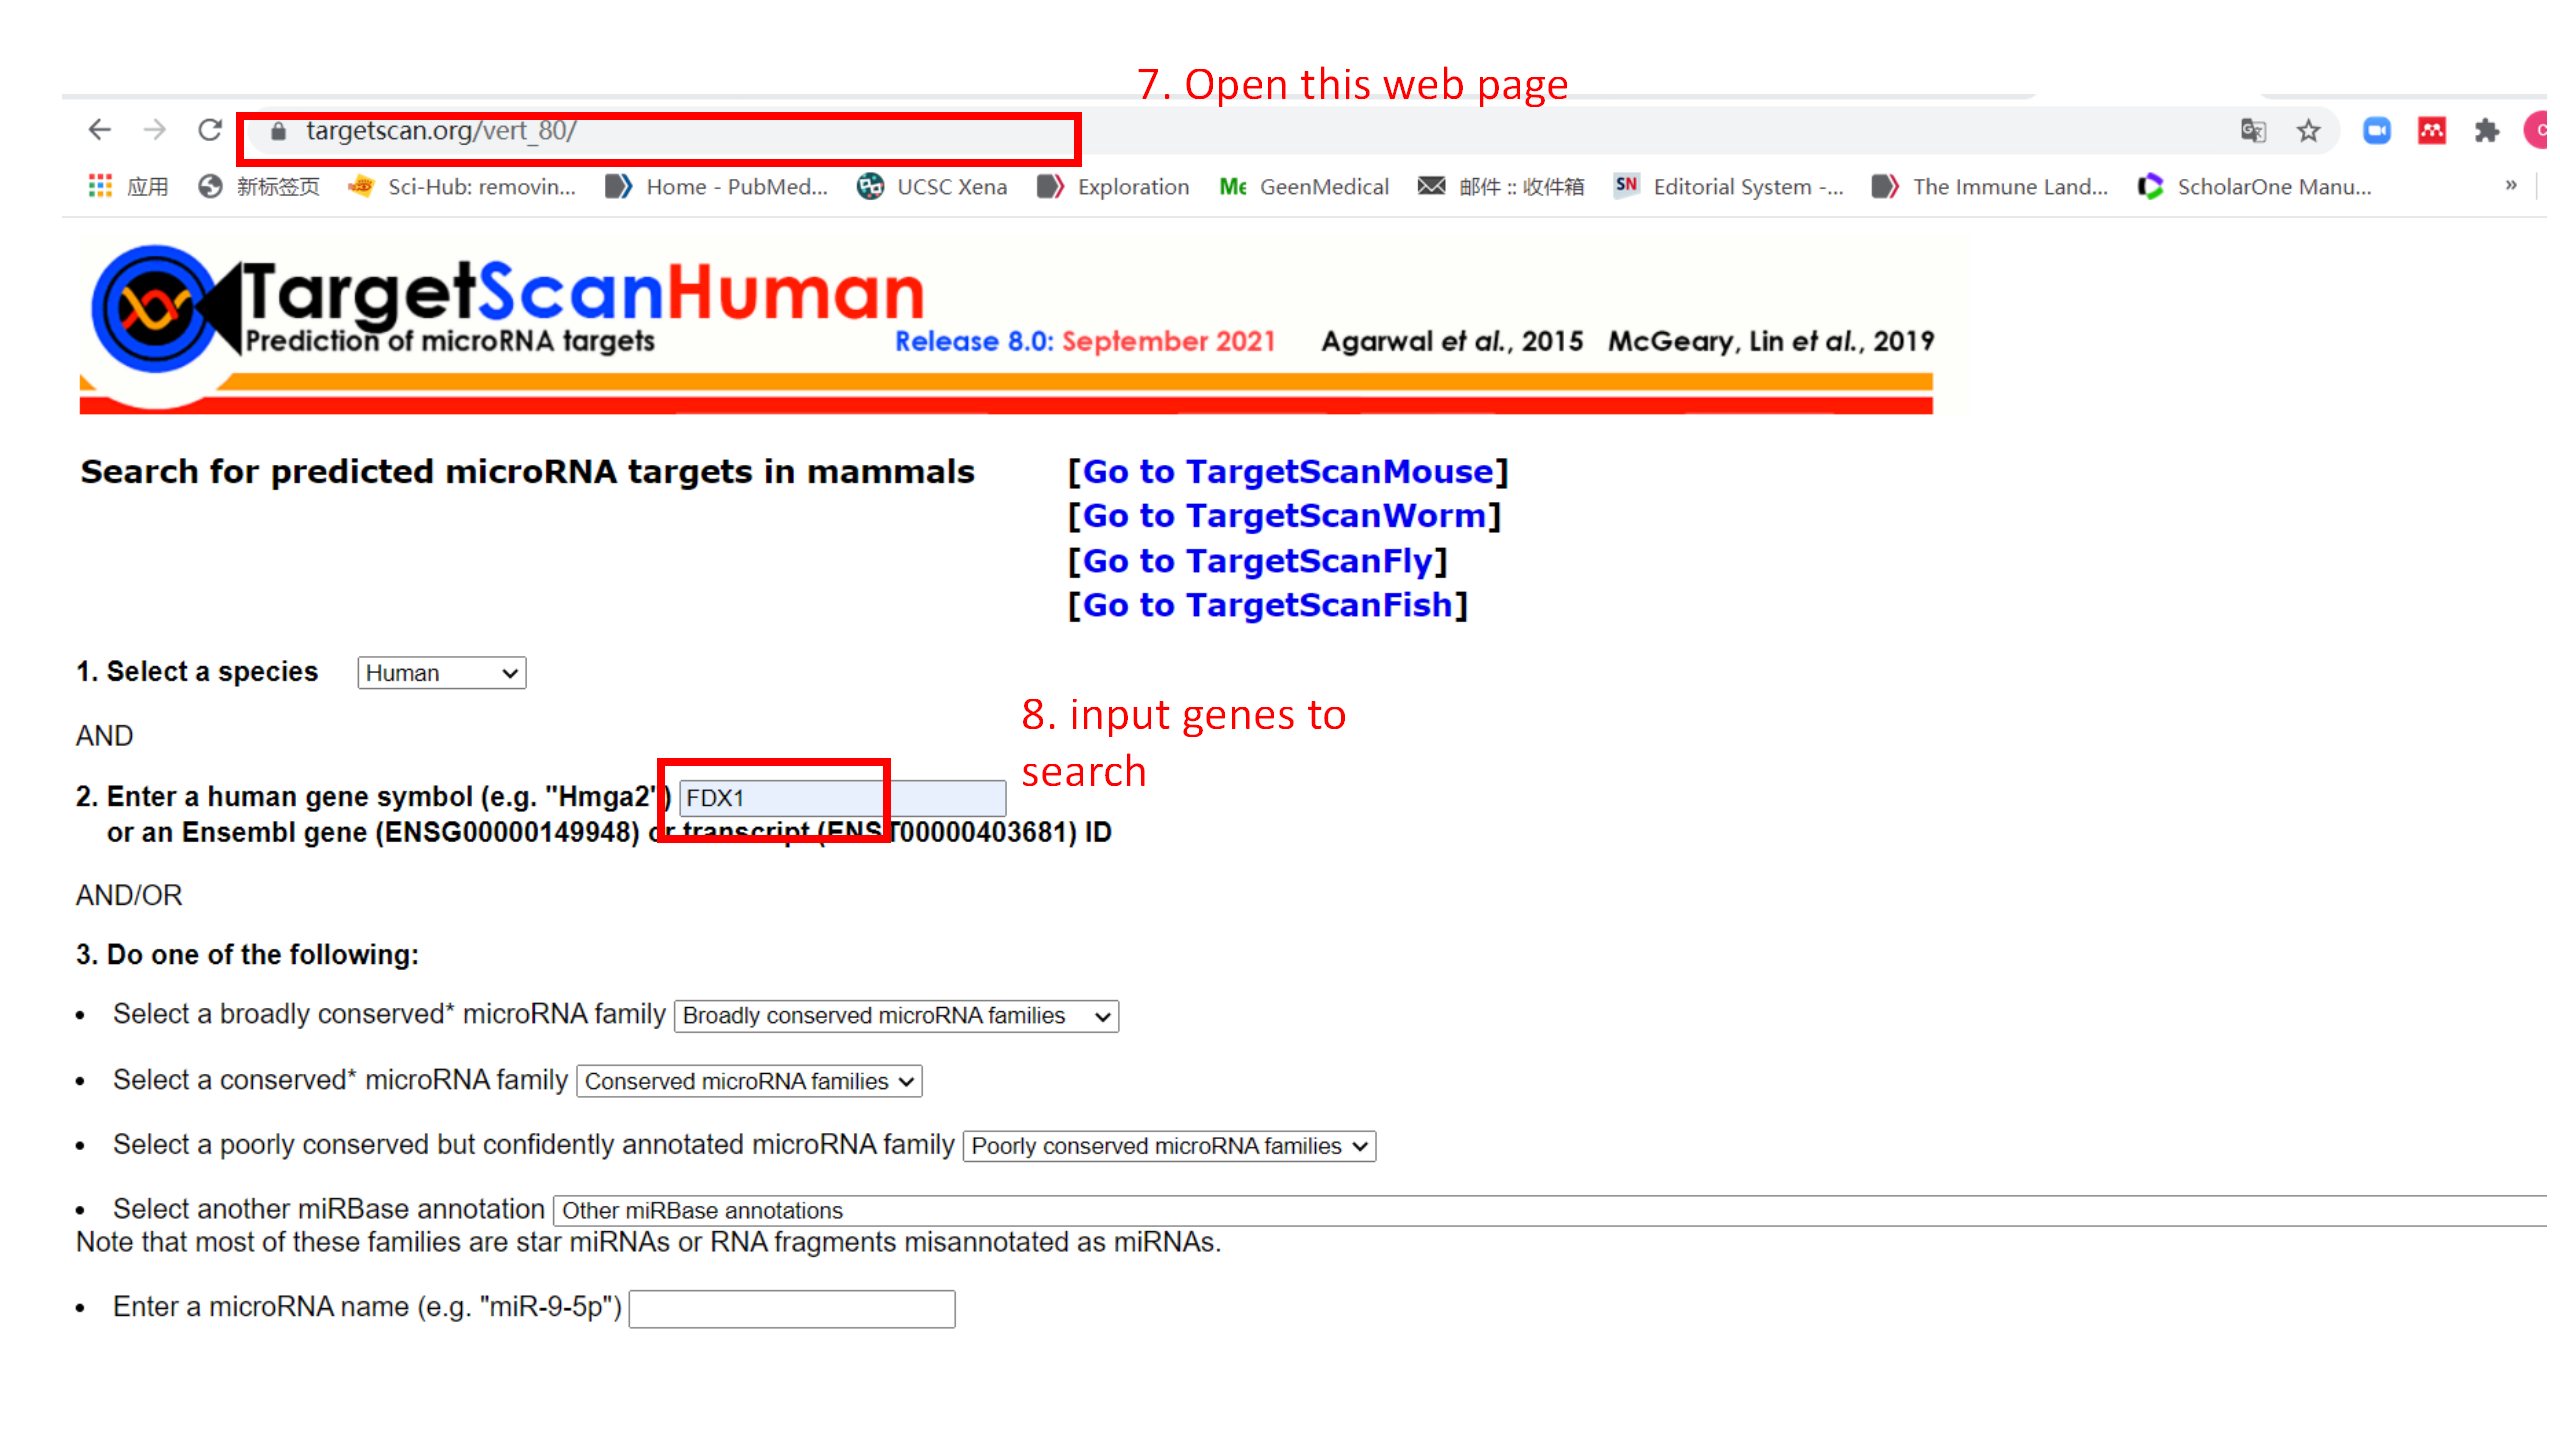 7. Open this web page
targetscan.org/vert_80/
应用 新标签页 Sci-Hub: removin... Home - PubMed... UCSC Xena Exploration Me GeenMedical 邮件 :: 收件箱 SN Editorial System -... The Immune Land... ScholarOne Manu... »
TargetScanHuman
Prediction of microRNA targets Release 8.0: September 2021 Agarwal et al., 2015 McGeary, Lin et al., 2019
Search for predicted microRNA targets in mammals [Go to TargetScanMouse]
[Go to TargetScanWorm]
[Go to TargetScanFly]
[Go to TargetScanFish]
1. Select a species Human
8. input genes to
search
AND
2. Enter a human gene symbol (e.g. "Hmga2") FDX1
or an Ensembl gene (ENSG00000149948) or transcript (ENST00000403681) ID
AND/OR
3. Do one of the following:
• Select a broadly conserved* microRNA family Broadly conserved microRNA families
• Select a conserved* microRNA family Conserved microRNA families
• Select a poorly conserved but confidently annotated microRNA family Poorly conserved microRNA families
• Select another miRBase annotation Other miRBase annotations
Note that most of these families are star miRNAs or RNA fragments misannotated as miRNAs.
• Enter a microRNA name (e.g. "miR-9-5p")